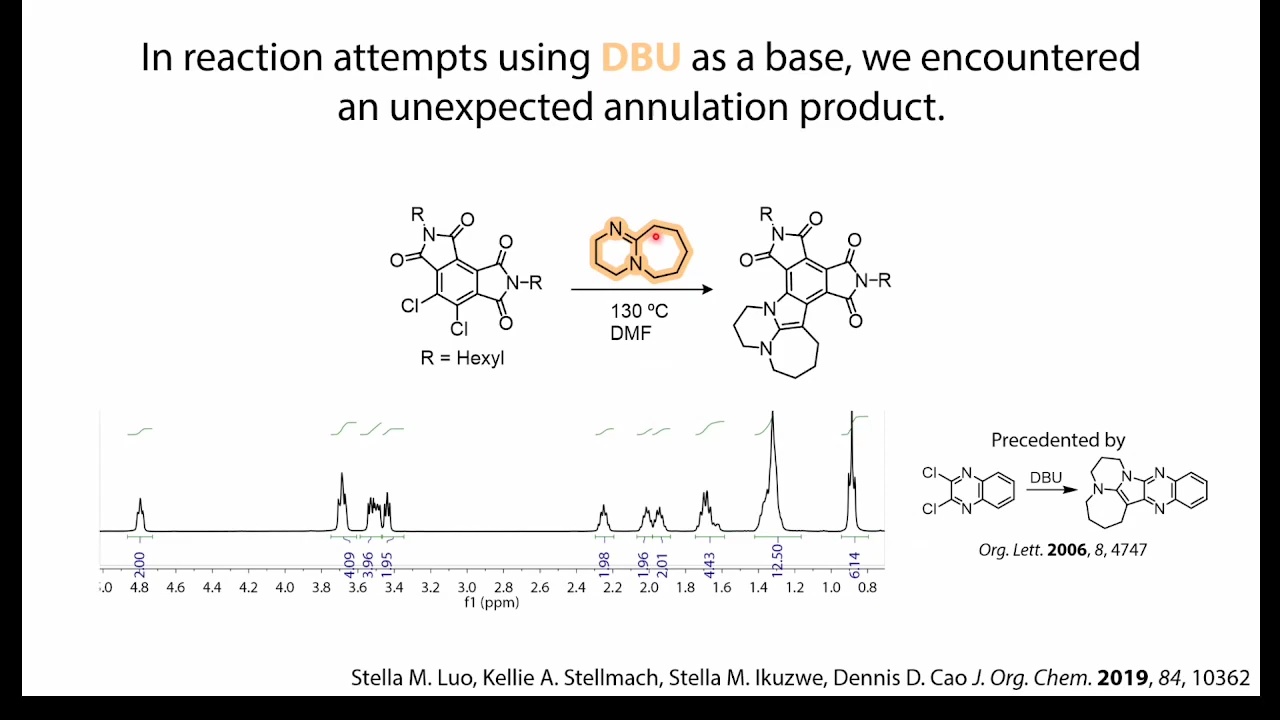 In reaction attempts using DBU as a base, we encountered
an unexpected annulation product.
R
N
O
O
O
N-R
O
Cl
Cl
R = Hexyl
N
N
130 ºC
DMF
R
N
O
O
O
N-R
O
N
N
4.80
2.00
4.09
3.96
1.95
1.98
1.96
2.01
4.43
12.50
6.14
.0 4.8 4.6 4.4 4.2 4.0 3.8 3.6 3.4 3.2 3.0 2.8 2.6 2.4 2.2 2.0 1.8 1.6 1.4 1.2 1.0 0.8
f1 (ppm)
Precedented by
Cl
N
Cl
N
DBU
N
N
N
N
Org. Lett. 2006, 8, 4747
Stella M. Luo, Kellie A. Stellmach, Stella M. Ikuzwe, Dennis D. Cao J. Org. Chem. 2019, 84, 10362